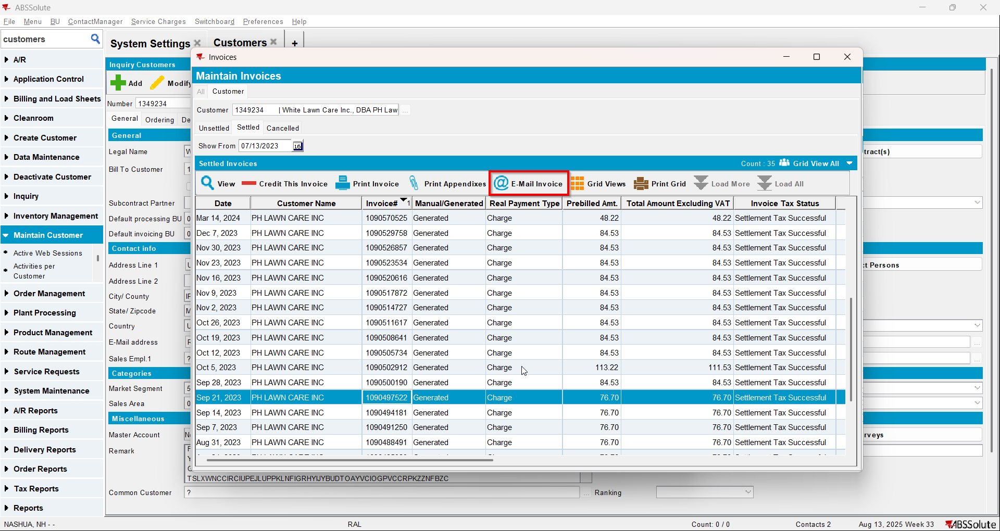 ABSSolute
File Menu BU ContactManager Service Charges Switchboard Preferences Help
customers
System Settings
Customers
+
A/R
Application Control
Billing and Load Sheets
Cleanroom
Create Customer
Data Maintenance
Deactivate Customer
Inquiry
Inventory Management
Maintain Customer
Active Web Sessions
Activities per
Customer
Order Management
Plant Processing
Product Management
Route Management
Service Requests
System Maintenance
A/R Reports
Billing Reports
Delivery Reports
Order Reports
Tax Reports
Reports
Inquiry Customers
Add Modify
Number 1349234
General Ordering De
General
Legal Name
Bill To Customer 1
Subcontract Partner
Default processing BU 0
Default invoicing BU 0
Contact info
Address Line 1
Address Line 2
City/ County
State/ Zipcode
Country
E-Mail address
Sales Empl.1 ?
Categories
Market Segment 5
Sales Area 0
Miscellaneous
Master Account
Remark
TSLXWNCCIRCIUPEJLUPPKLNFIGRHYIJYBUDTOAYVCIOGPVCCRPKZZNFBZC
Common Customer ? ... Ranking
Invoices
Maintain Invoices
All Customer
Customer 1349234 | White Lawn Care Inc., DBA PH Law ...
Unsettled Settled Cancelled
Show From 07/13/2023 16
Settled Invoices Count : 35 Grid View All
View Credit This Invoice Print Invoice Print Appendixes @ E-Mail Invoice Grid Views Print Grid Load More Load All
Date Customer Name Invoice# 1 Manual/Generated Real Payment Type Prebilled Amt. Total Amount Excluding VAT Invoice Tax Status
Mar 14, 2024 PH LAWN CARE INC 1090570525 Generated Charge 48.22 48.22 Settlement Tax Successful
Dec 7, 2023 PH LAWN CARE INC 1090529758 Generated Charge 84.53 84.53 Settlement Tax Successful
Nov 30, 2023 PH LAWN CARE INC 1090526857 Generated Charge 84.53 84.53 Settlement Tax Successful
Nov 23, 2023 PH LAWN CARE INC 1090523534 Generated Charge 84.53 84.53 Settlement Tax Successful
Nov 16, 2023 PH LAWN CARE INC 1090520616 Generated Charge 84.53 84.53 Settlement Tax Successful
Nov 9, 2023 PH LAWN CARE INC 1090517872 Generated Charge 84.53 84.53 Settlement Tax Successful
Nov 2, 2023 PH LAWN CARE INC 1090514727 Generated Charge 84.53 84.53 Settlement Tax Successful
Oct 26, 2023 PH LAWN CARE INC 1090511617 Generated Charge 84.53 84.53 Settlement Tax Successful
Oct 19, 2023 PH LAWN CARE INC 1090508641 Generated Charge 84.53 84.53 Settlement Tax Successful
Oct 12, 2023 PH LAWN CARE INC 1090505734 Generated Charge 84.53 84.53 Settlement Tax Successful
Oct 5, 2023 PH LAWN CARE INC 1090502912 Generated Charge 113.22 111.53 Settlement Tax Successful
Sep 28, 2023 PH LAWN CARE INC 1090500190 Generated Charge 84.53 84.53 Settlement Tax Successful
Sep 21, 2023 PH LAWN CARE INC 1090497522 Generated Charge 76.70 76.70 Settlement Tax Successful
Sep 14, 2023 PH LAWN CARE INC 1090494181 Generated Charge 76.70 76.70 Settlement Tax Successful
Sep 7, 2023 PH LAWN CARE INC 1090491250 Generated Charge 76.70 76.70 Settlement Tax Successful
Aug 31, 2023 PH LAWN CARE INC 1090488491 Generated Charge 76.70 76.70 Settlement Tax Successful
tract(s)
ct Persons
...
...
rveys
NASHUA, NH - - RAL Count: 0 / 0 Contacts 2 Aug 13, 2025 Week 33 ABSSolute